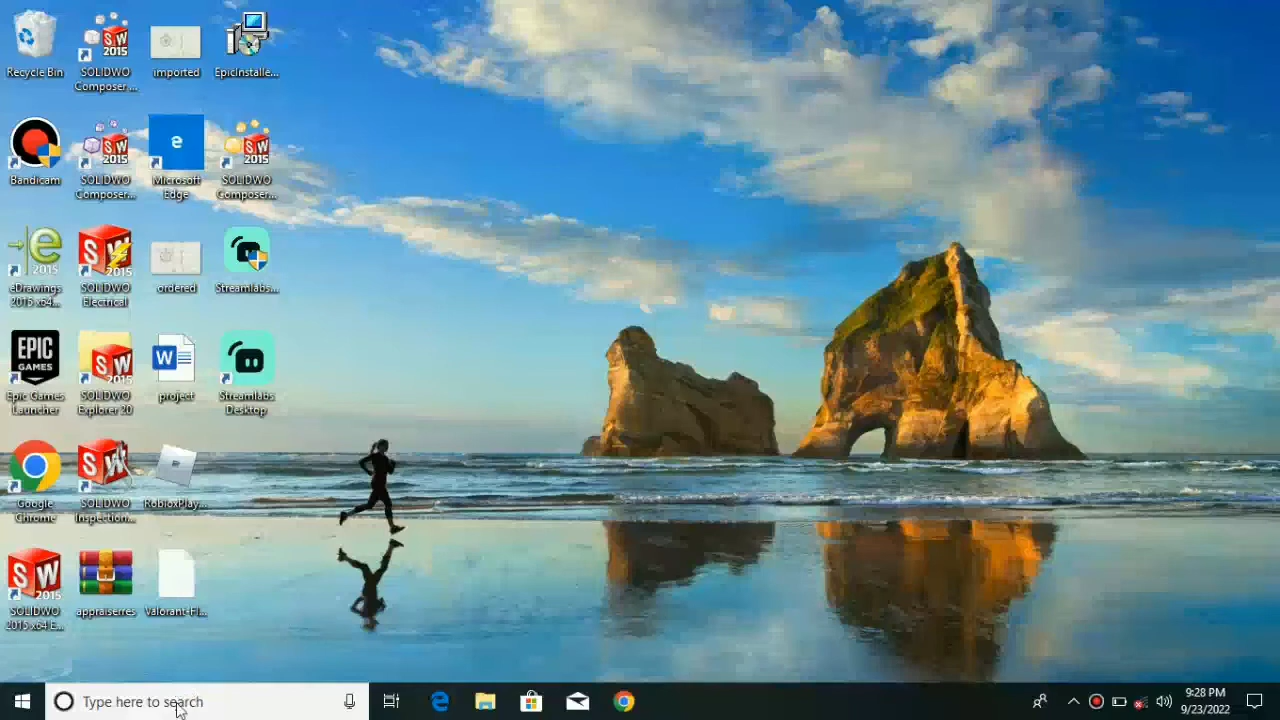 Recycle Bin
SOLIDWO
Composer ...
imported
EpicInstalle...
Bandicam
SOLIDWO
Composer...
Microsoft
Edge
SOLIDWO
Composer...
eDrawings
2015 x64...
SOLIDWO
Electrical
ordered
Streamlabs...
EPIC
GAMES
Epic Games
Launcher
SOLIDWO
Explorer 20
project
Streamlabs
Desktop
Google
Chrome
SOLIDWO
Inspection...
RobloxPlay...
SOLIDWO
2015 x64 E...
appraiserres
Valorant-Fl...
Type here to search
9:28 PM
9/23/2022